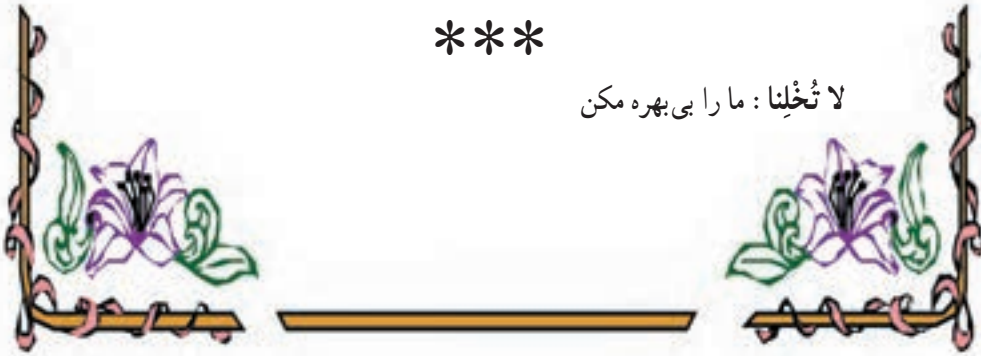 ***
لا تُخْلِنا : ما را بی‌بهره مکن